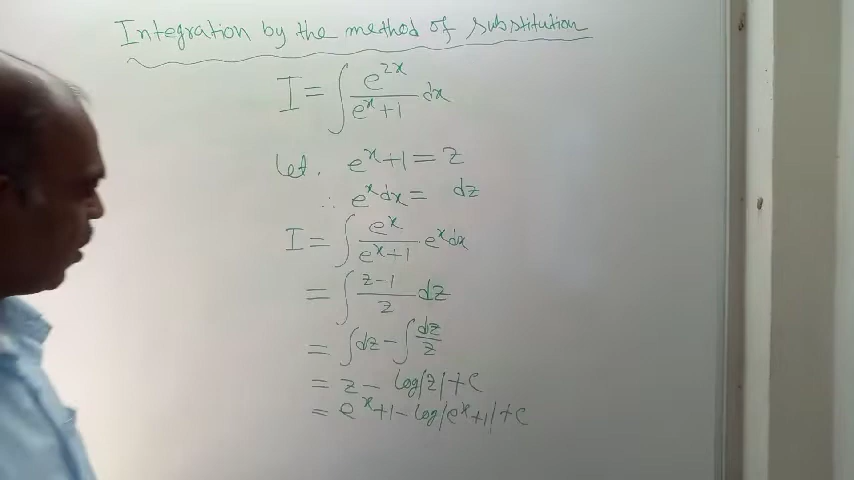 Integration by the method of substitution
I = ∫ e^{2x}/(e^x+1) dx
Let, e^x+1 = z
∴ e^x dx = dz
I = ∫ e^x/(e^x+1) e^x dx
= ∫ (z-1)/z dz
= ∫dz - ∫dz/z
= z - log|z|+c
= e^x+1-log|e^x+1|+c